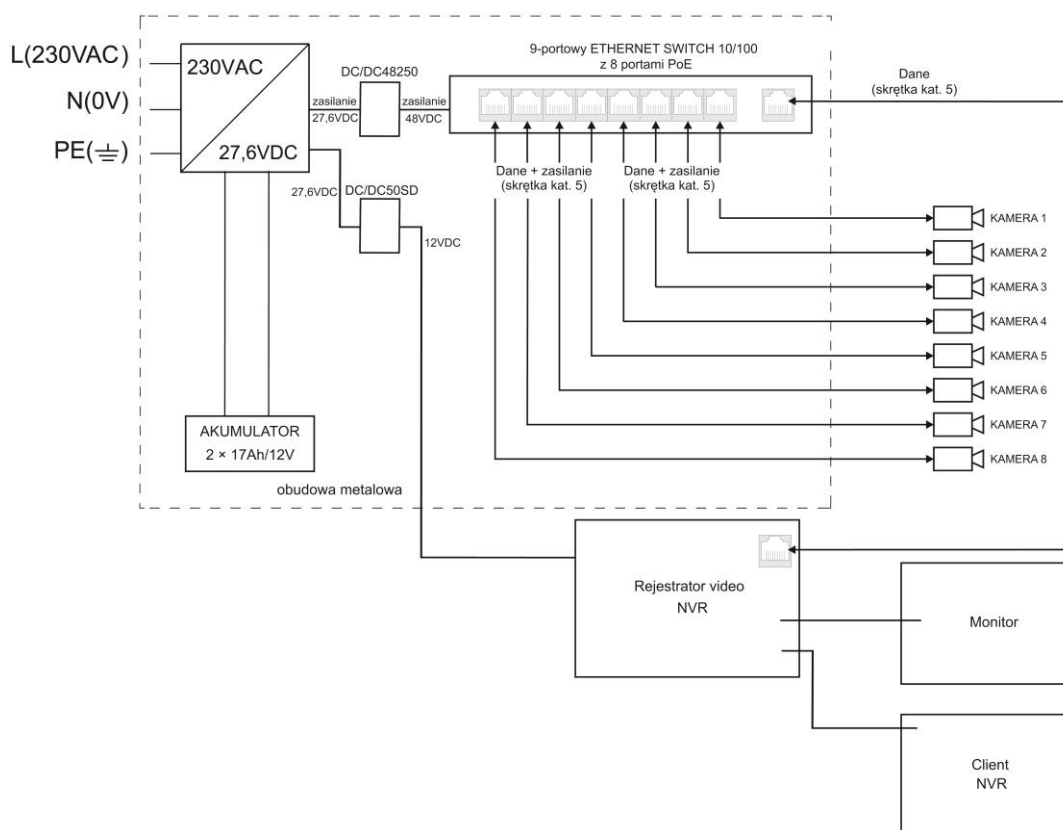 L(230VAC)
N(0V)
PE(⏚)
230VAC
27,6VDC
zasilanie
27,6VDC
DC/DC48250
zasilanie
48VDC
9-portowy ETHERNET SWITCH 10/100
z 8 portami PoE
Dane
(skrętka kat. 5)
Dane + zasilanie
(skrętka kat. 5)
Dane + zasilanie
(skrętka kat. 5)
27,6VDC
DC/DC50SD
12VDC
KAMERA 1
KAMERA 2
KAMERA 3
KAMERA 4
KAMERA 5
KAMERA 6
KAMERA 7
KAMERA 8
AKUMULATOR
2 × 17Ah/12V
obudowa metalowa
Rejestrator video
NVR
Monitor
Client
NVR